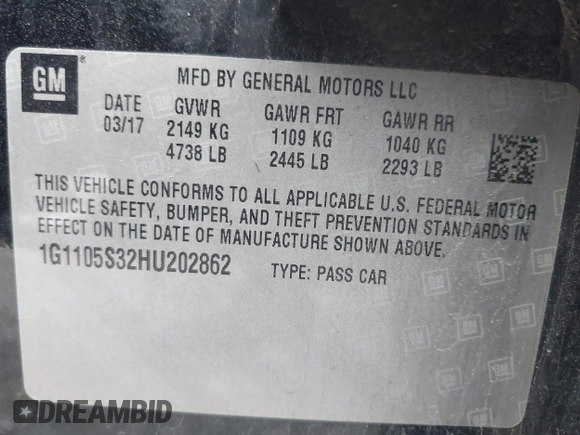 GM ®
MFD BY GENERAL MOTORS LLC
DATE GVWR GAWR FRT GAWR RR
03/17 2149 KG 1109 KG 1040 KG
4738 LB 2445 LB 2293 LB
THIS VEHICLE CONFORMS TO ALL APPLICABLE U.S. FEDERAL MOTOR
VEHICLE SAFETY, BUMPER, AND THEFT PREVENTION STANDARDS IN
EFFECT ON THE DATE OF MANUFACTURE SHOWN ABOVE.
1G1105S32HU202862 TYPE: PASS CAR
DREAMBID